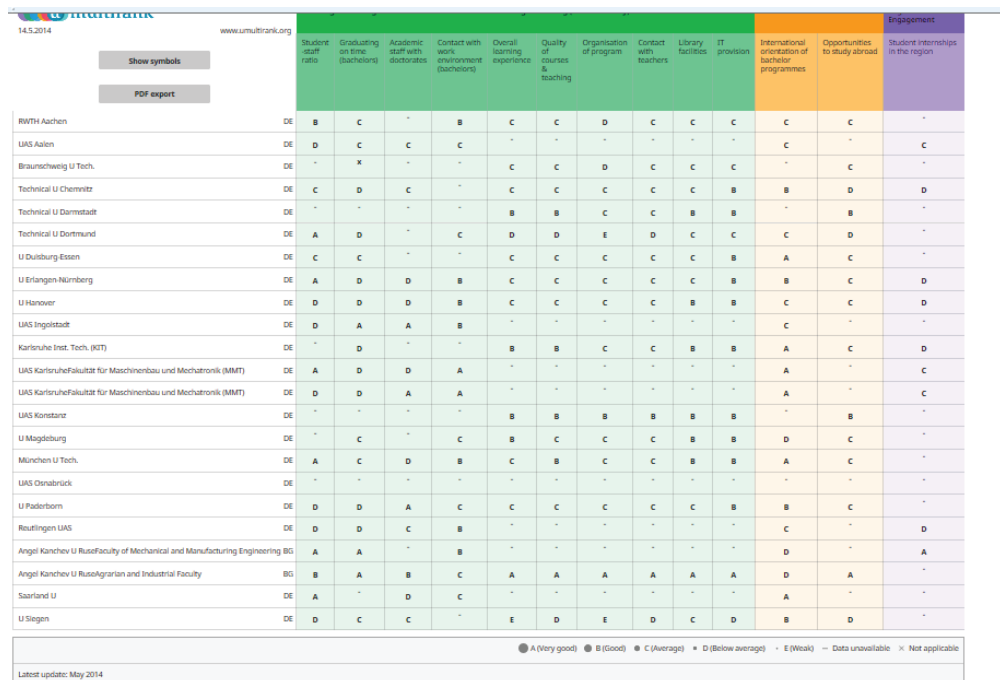 multirank
Engagement
14.5.2014 www.umultirank.org
Show symbols
PDF export
Student -staff ratio | Graduating on time (bachelors) | Academic staff with doctorates | Contact with work environment (bachelors) | Overall learning experience | Quality of courses & teaching | Organisation of program | Contact with teachers | Library facilities | IT provision | International orientation of bachelor programmes | Opportunities to study abroad | Student internships in the region
RWTH Aachen DE B C - B C C D C C C C C -
UAS Aalen DE D C C C - - - - - - C - C
Braunschweig U Tech. DE - x - - C C D C C C - C -
Technical U Chemnitz DE C D C - C C C C C B B D D
Technical U Darmstadt DE - - - - B B C C B B - B -
Technical U Dortmund DE A D - C D D E D C C C D -
U Duisburg-Essen DE C C - - C C C C C B A C -
U Erlangen-Nürnberg DE A D D B C C C C C B B C D
U Hanover DE D D D B C C C C B B C C D
UAS Ingolstadt DE D A A B - - - - - - C - -
Karlsruhe Inst. Tech. (KIT) DE - D - - B B C C B B A C D
UAS KarlsruheFakultät für Maschinenbau und Mechatronik (MMT) DE A D D A - - - - - - A - C
UAS KarlsruheFakultät für Maschinenbau und Mechatronik (MMT) DE D D A A - - - - - - A - C
UAS Konstanz DE - - - - B B B B B B - B -
U Magdeburg DE - C - C B C C C B B D C -
München U Tech. DE A C D B C B C C B B A C -
UAS Osnabrück DE - - - - - - - - - - - - -
U Paderborn DE D D A C C C C C C B B C -
Reutlingen UAS DE D D C B - - - - - - C - D
Angel Kanchev U RuseFaculty of Mechanical and Manufacturing Engineering BG A A - B - - - - - - D - A
Angel Kanchev U RuseAgrarian and Industrial Faculty BG B A B C A A A A A A D A -
Saarland U DE A - D C - - - - - - A - -
U Siegen DE D C C - E D E D C D B D -
A (Very good) B (Good) C (Average) D (Below average) E (Weak) — Data unavailable × Not applicable
Latest update: May 2014